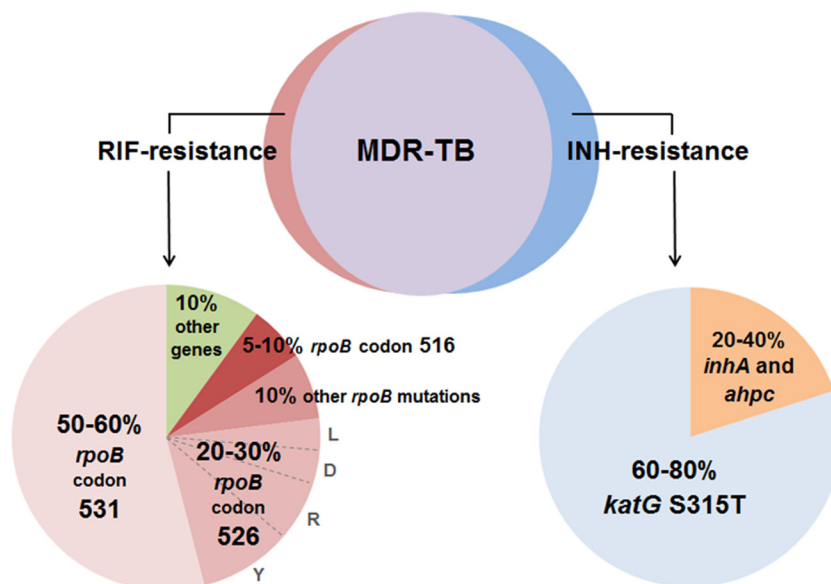 MDR-TB
RIF-resistance
INH-resistance
10%
other
genes
5-10% rpoB codon 516
10% other rpoB mutations
50-60%
rpoB
codon
531
20-30%
rpoB
codon
526
L
D
R
Y
20-40%
inhA and
ahpc
60-80%
katG S315T